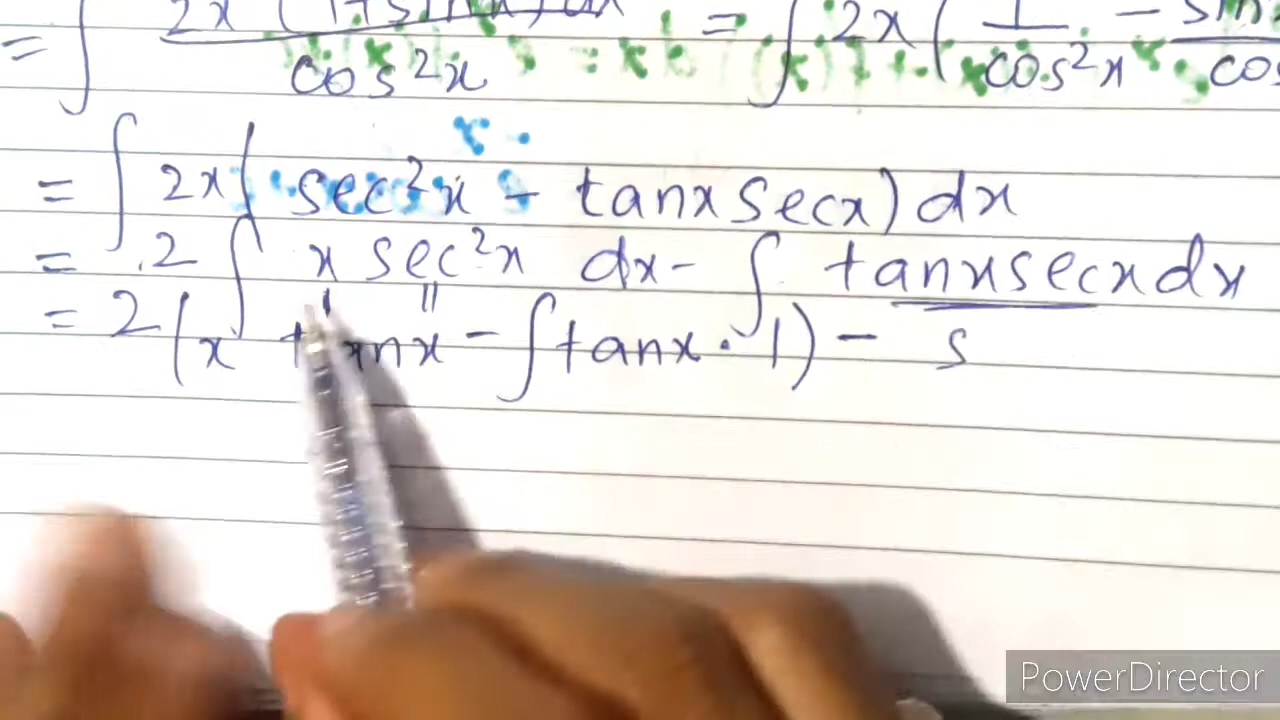 = ∫ 2x (1 + sinx) dx / cos²x = ∫ 2x ( 1/cos²x - sin
= ∫ 2x ( sec²x - tanx secx) dx
= 2 ∫ x sec²x dx - ∫ tanx secx dx
= 2 (x tanx - ∫ tanx · 1) - s
PowerDirector